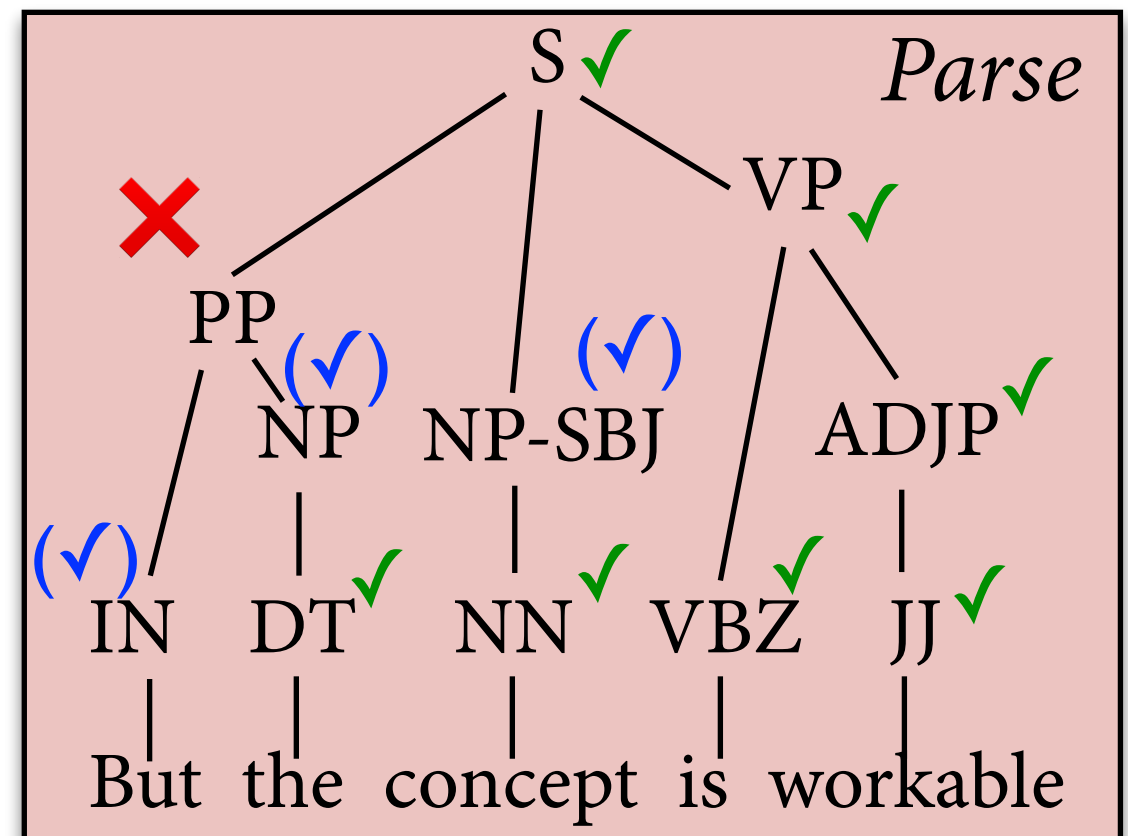 S ✓
Parse
VP ✓
❌
PP
(✓)
(✓)
NP
NP-SBJ
ADJP ✓
(✓)
IN
DT ✓
NN ✓
VBZ ✓
JJ ✓
But the concept is workable